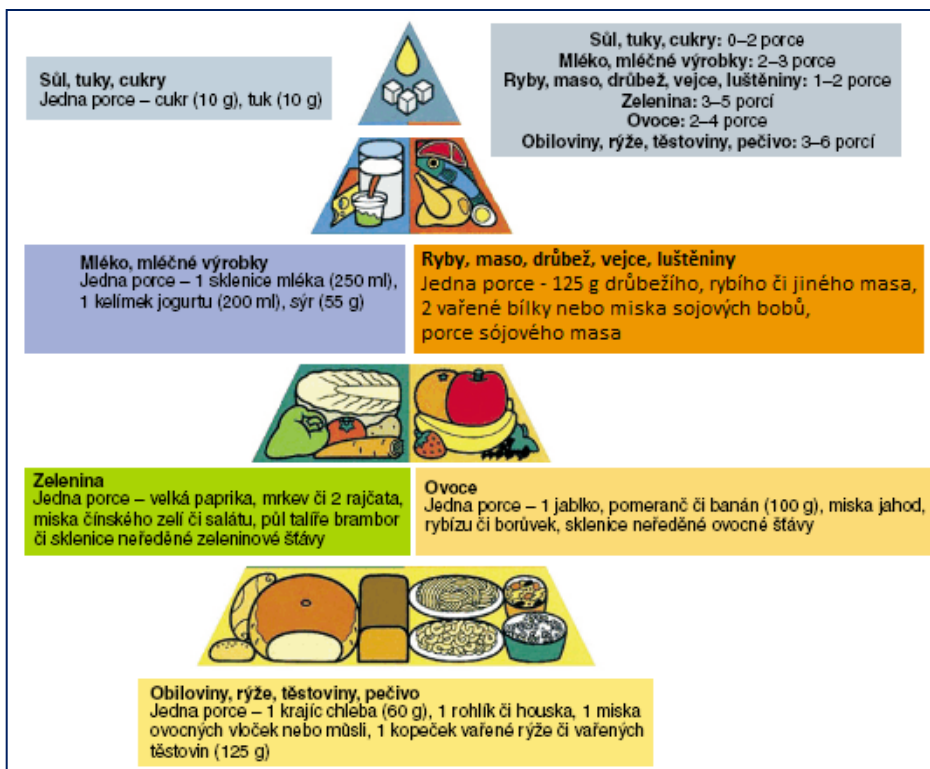 Sůl, tuky, cukry
Jedna porce – cukr (10 g), tuk (10 g)
Sůl, tuky, cukry: 0–2 porce
Mléko, mléčné výrobky: 2–3 porce
Ryby, maso, drůbež, vejce, luštěniny: 1–2 porce
Zelenina: 3–5 porcí
Ovoce: 2–4 porce
Obiloviny, rýže, těstoviny, pečivo: 3–6 porcí
Mléko, mléčné výrobky
Jedna porce – 1 sklenice mléka (250 ml),
1 kelímek jogurtu (200 ml), sýr (55 g)
Ryby, maso, drůbež, vejce, luštěniny
Jedna porce - 125 g drůbežího, rybího či jiného masa,
2 vařené bílky nebo miska sojových bobů,
porce sójového masa
Zelenina
Jedna porce – velká paprika, mrkev či 2 rajčata,
miska čínského zelí či salátu, půl talíře brambor
či sklenice neředěné zeleninové šťávy
Ovoce
Jedna porce – 1 jablko, pomeranč či banán (100 g), miska jahod,
rybízu či borůvek, sklenice neředěné ovocné šťávy
Obiloviny, rýže, těstoviny, pečivo
Jedna porce – 1 krajíc chleba (60 g), 1 rohlík či houska, 1 miska
ovocných vloček nebo műsli, 1 kopeček vařené rýže či vařených
těstovin (125 g)